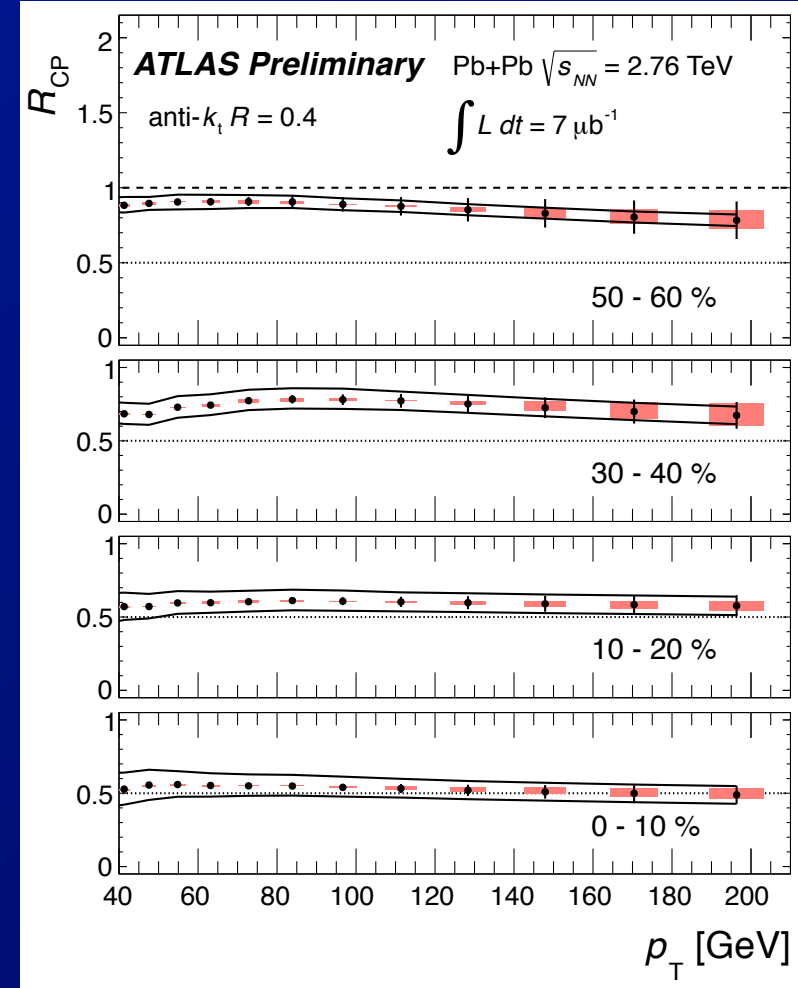 R_CP
2
ATLAS Preliminary Pb+Pb √s_NN = 2.76 TeV
1.5
anti-k_t R = 0.4 ∫ L dt = 7 μb⁻¹
1
0.5
50 - 60 %
0
1
0.5
30 - 40 %
0
1
0.5
10 - 20 %
0
1
0.5
0 - 10 %
0
40 60 80 100 120 140 160 180 200
p_T [GeV]